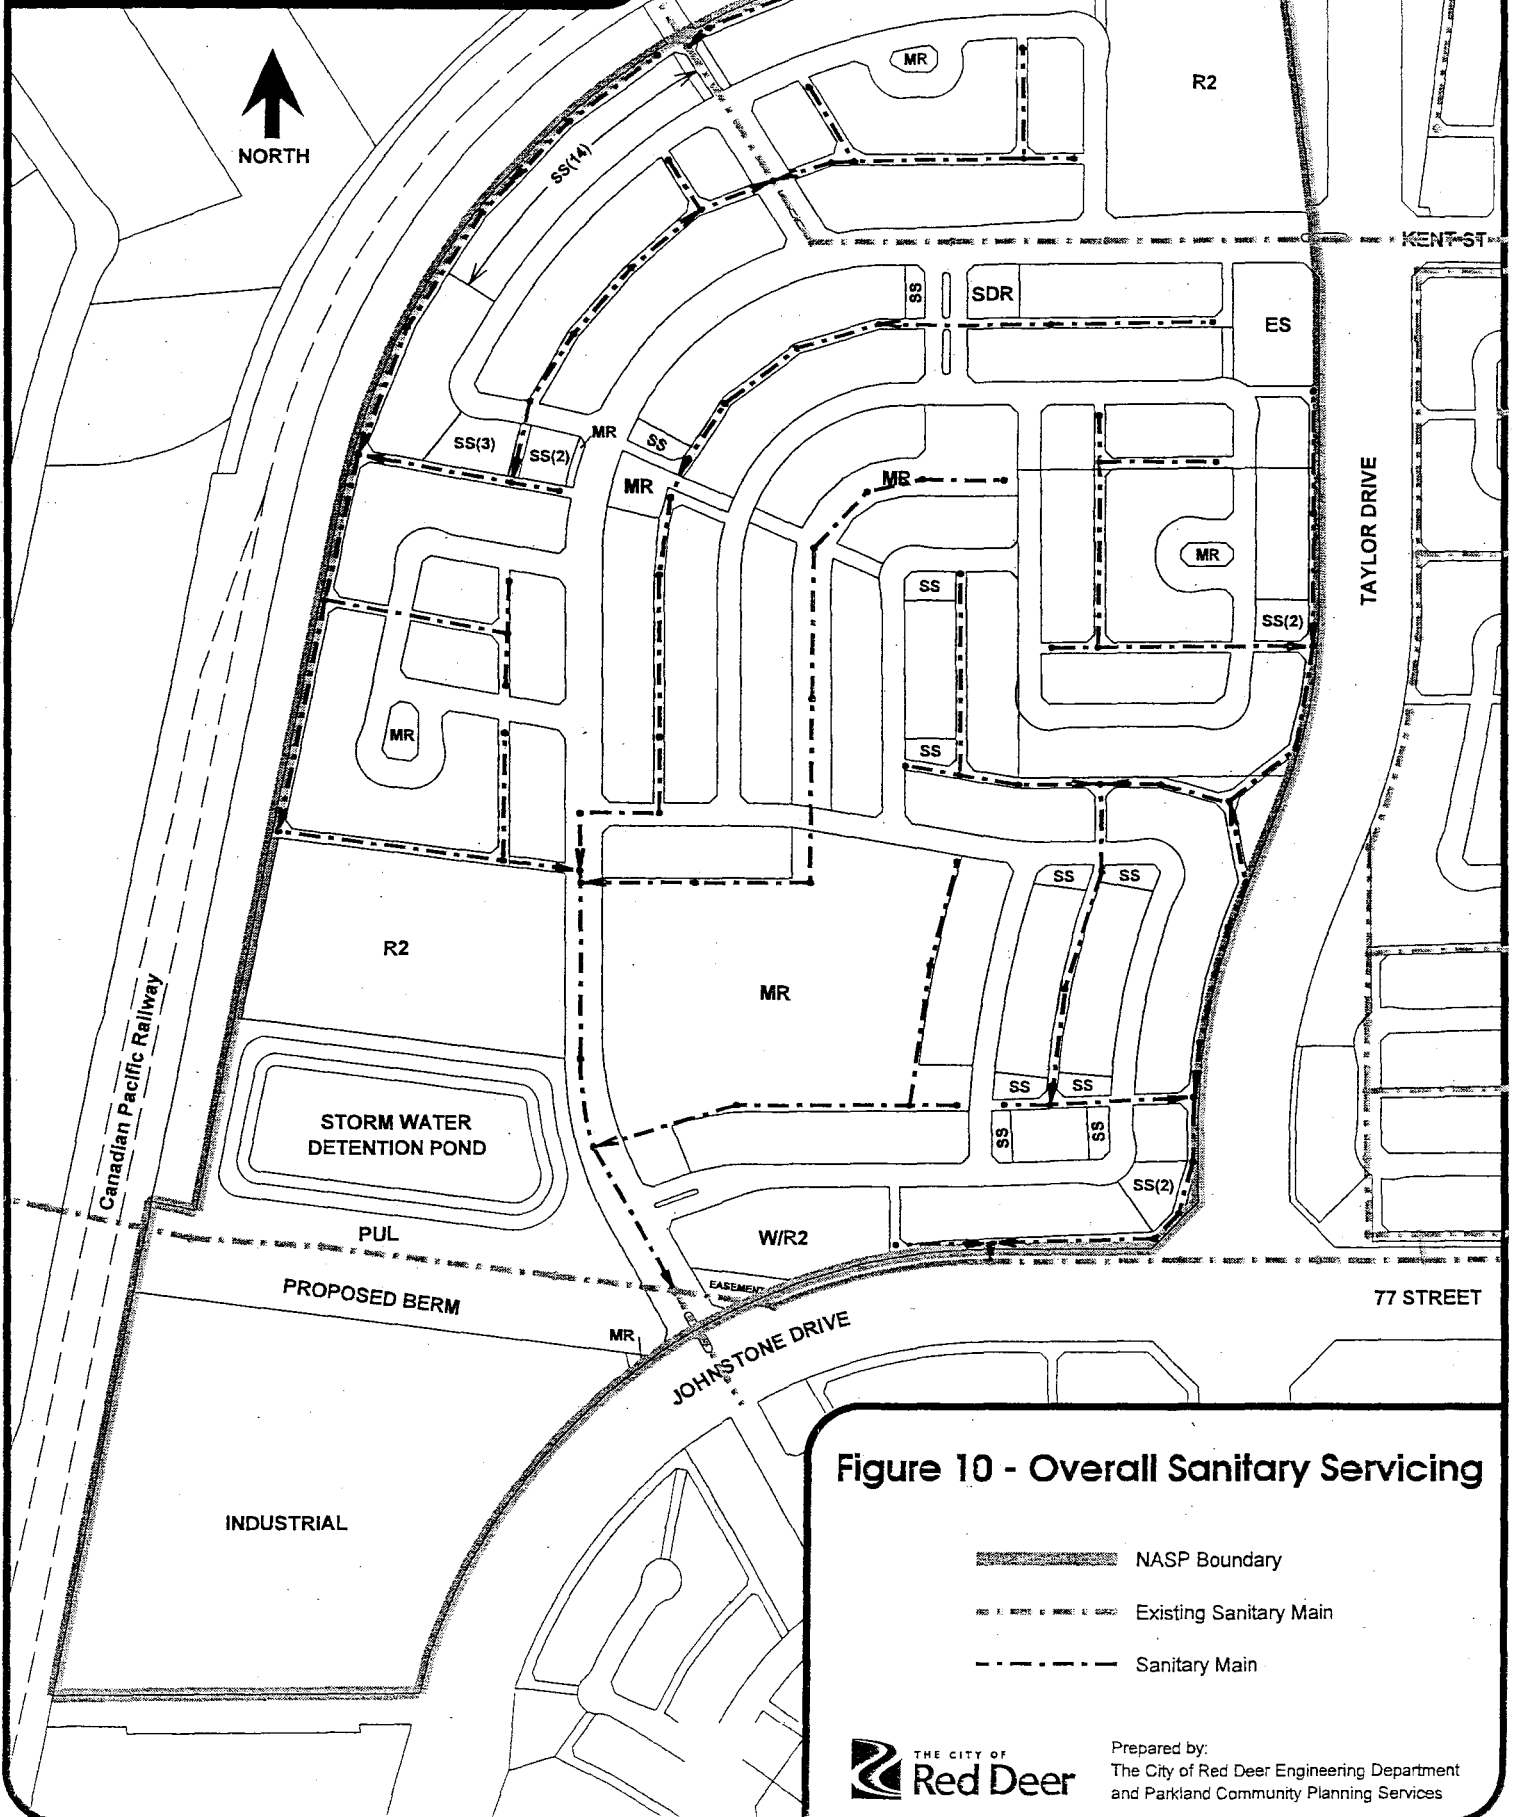 MR
R2
NORTH
SS(14)
KENT ST
SS
SDR
ES
SS(3)
SS(2)
MR
SS
MR
MR
TAYLOR DRIVE
MR
SS
SS(2)
MR
SS
SS
SS
R2
MR
Canadian Pacific Railway
SS
SS
STORM WATER
DETENTION POND
SS
SS
SS(2)
PUL
W/R2
EASEMENT
PROPOSED BERM
77 STREET
MR
JOHNSTONE DRIVE
INDUSTRIAL
Figure 10 - Overall Sanitary Servicing
NASP Boundary
Existing Sanitary Main
Sanitary Main
THE CITY OF
Red Deer
Prepared by:
The City of Red Deer Engineering Department
and Parkland Community Planning Services